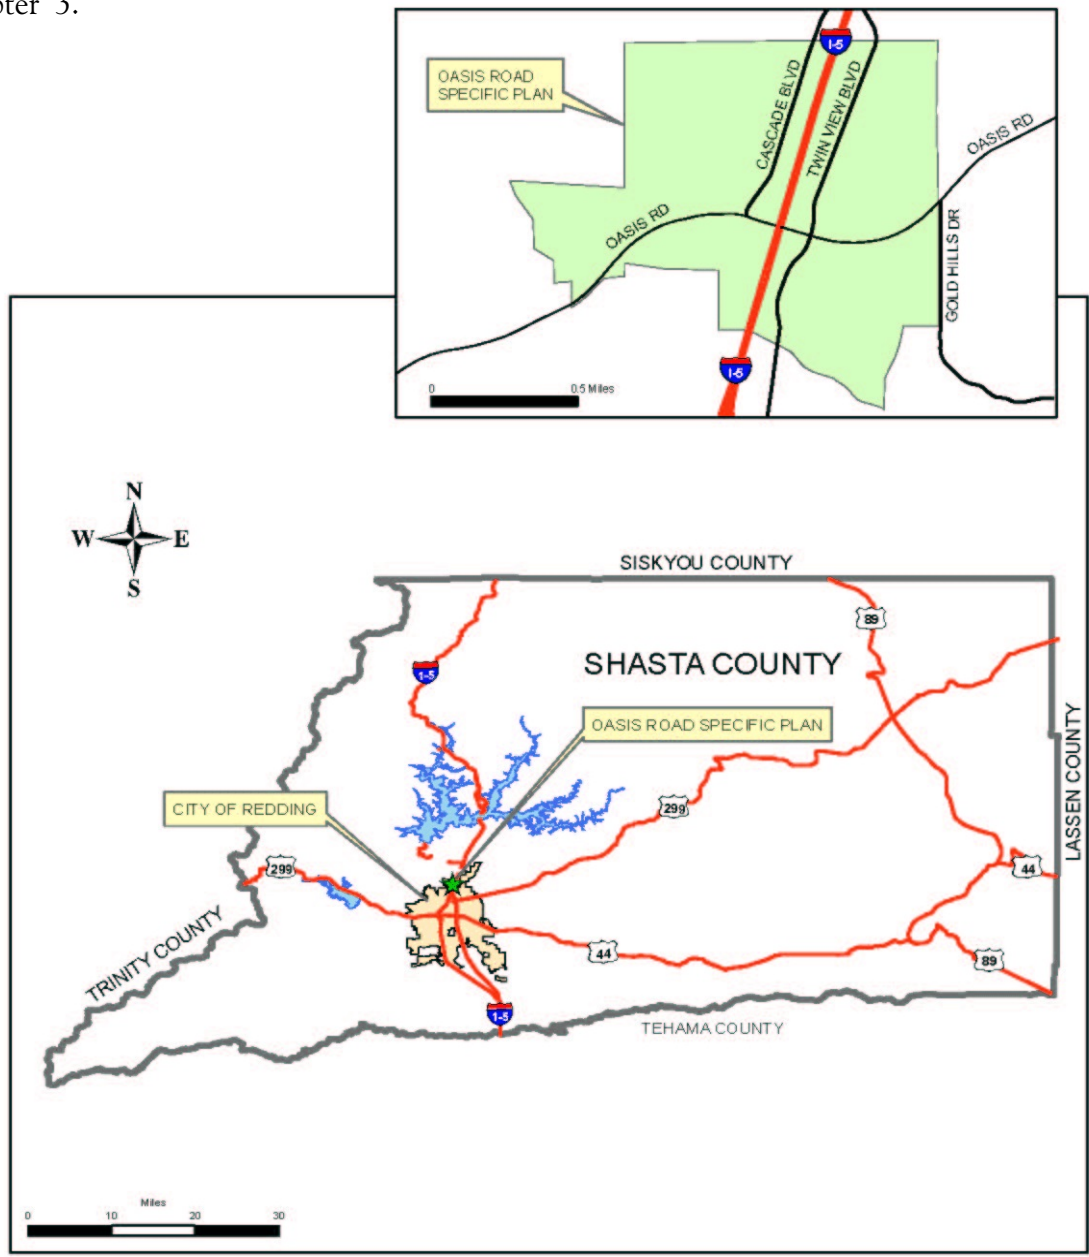 pter 3.
I-5
OASIS ROAD
SPECIFIC PLAN
CASCADE BLVD
TWIN VIEW BLVD
OASIS RD
OASIS RD
GOLD HILLS DR
I-5
0 0.5 Miles
N
W E
S
SISKYOU COUNTY
89
SHASTA COUNTY
1-5
OASIS ROAD SPECIFIC PLAN
LASSEN COUNTY
CITY OF REDDING
299
299
44
TRINITY COUNTY
44
89
1-5
TEHAMA COUNTY
Miles
0 10 20 30